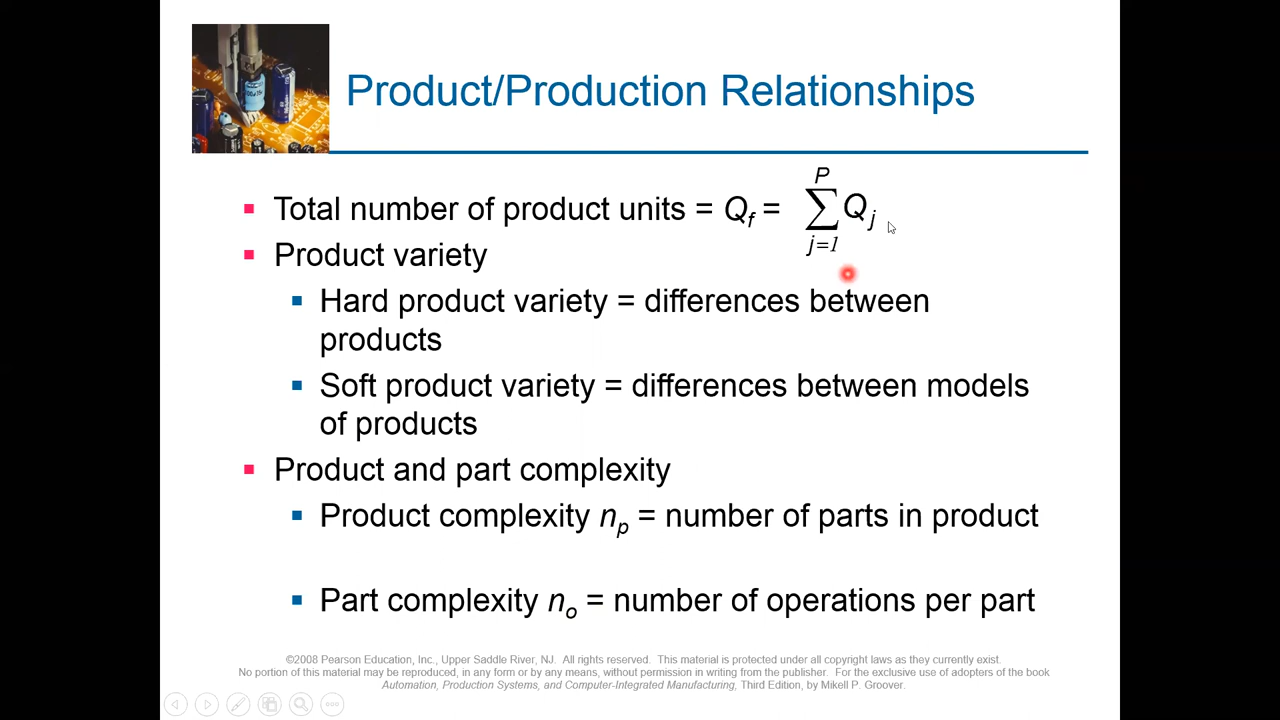 Product/Production Relationships
▪ Total number of product units = Q_f = \sum_{j=1}^{P} Q_j
▪ Product variety
▪ Hard product variety = differences between
products
▪ Soft product variety = differences between models
of products
▪ Product and part complexity
▪ Product complexity n_p = number of parts in product
▪ Part complexity n_o = number of operations per part
©2008 Pearson Education, Inc., Upper Saddle River, NJ. All rights reserved. This material is protected under all copyright laws as they currently exist.
No portion of this material may be reproduced, in any form or by any means, without permission in writing from the publisher. For the exclusive use of adopters of the book
Automation, Production Systems, and Computer-Integrated Manufacturing, Third Edition, by Mikell P. Groover.